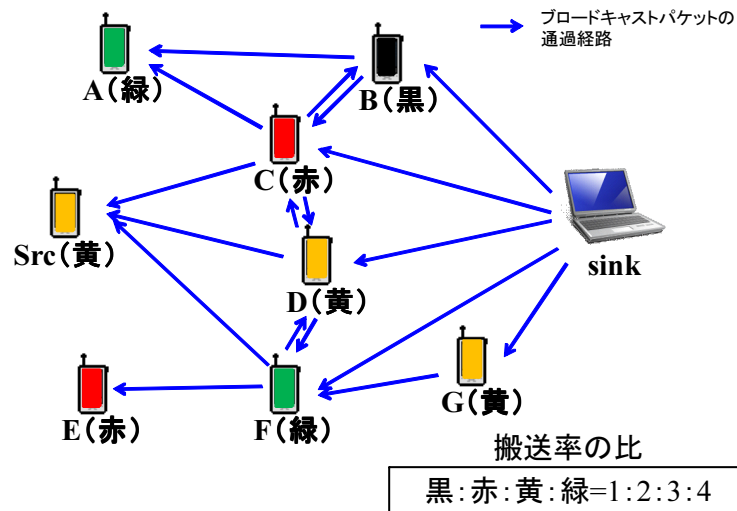 ブロードキャストパケットの
通過経路
A(緑)
B(黒)
C(赤)
Src(黄)
sink
D(黄)
E(赤)
F(緑)
G(黄)
搬送率の比
黒:赤:黄:緑=1:2:3:4